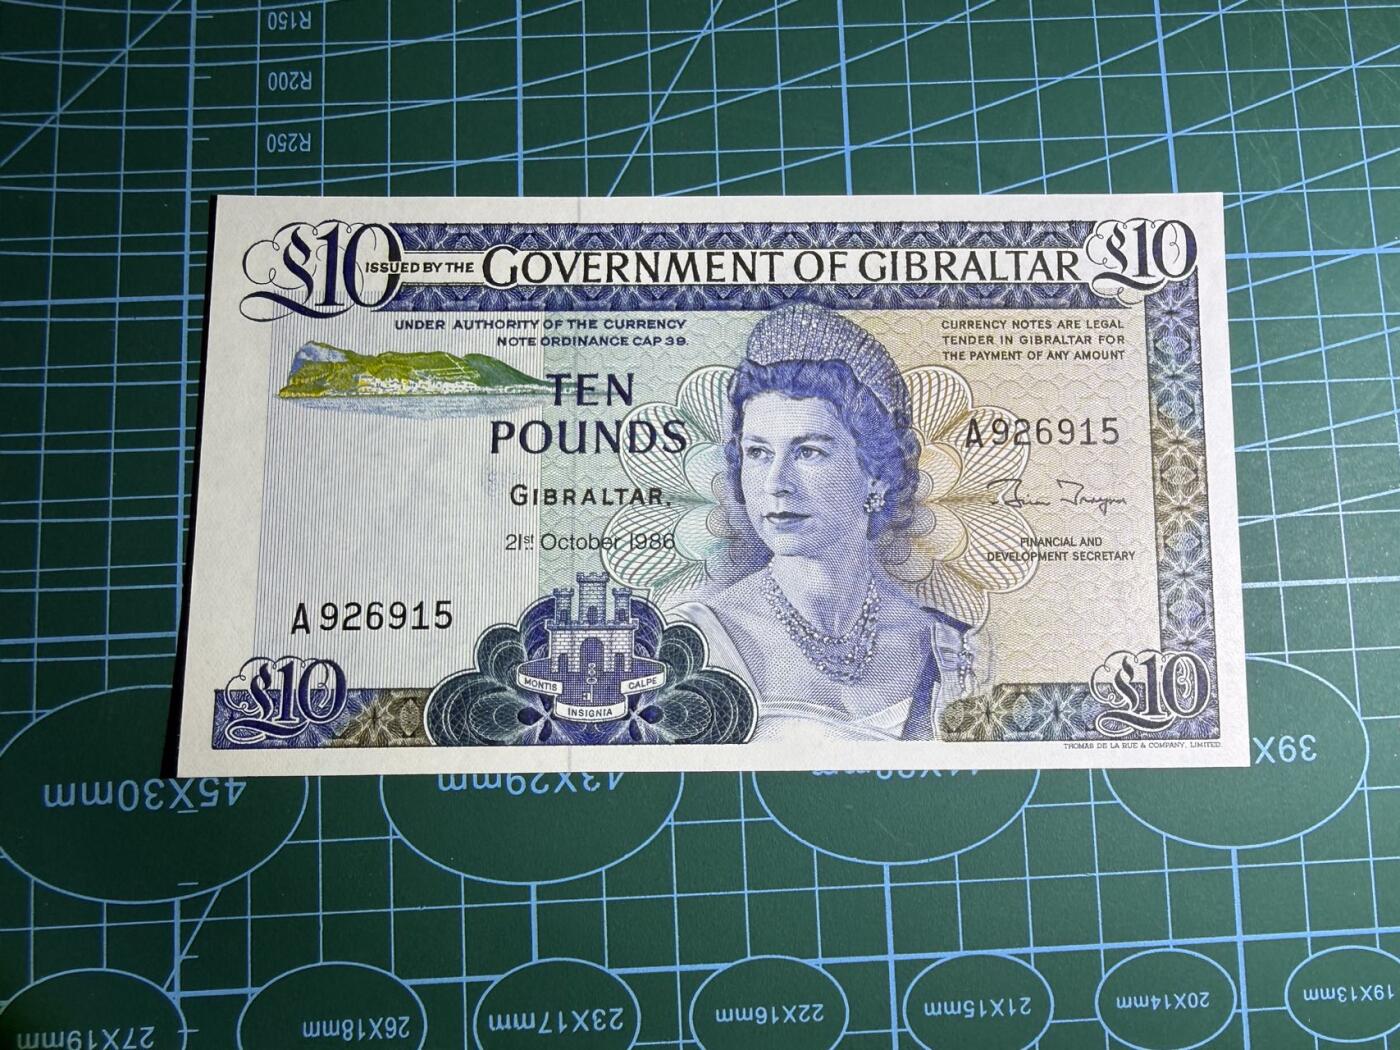 R150
R200
R250
£10 ISSUED BY THE GOVERNMENT OF GIBRALTAR £10
UNDER AUTHORITY OF THE CURRENCY
NOTE ORDINANCE CAP 39.
CURRENCY NOTES ARE LEGAL
TENDER IN GIBRALTAR FOR
THE PAYMENT OF ANY AMOUNT
TEN
POUNDS
A926915
GIBRALTAR,
21st October 1986
FINANCIAL AND
DEVELOPMENT SECRETARY
A926915
MONTIS CALPE
INSIGNIA
£10
£10
THOMAS DE LA RUE & COMPANY, LIMITED.
45X30mm
43X29mm
X39
27X19mm
26X18mm
23X17mm
22X16mm
21X15mm
20X14mm
19X13mm